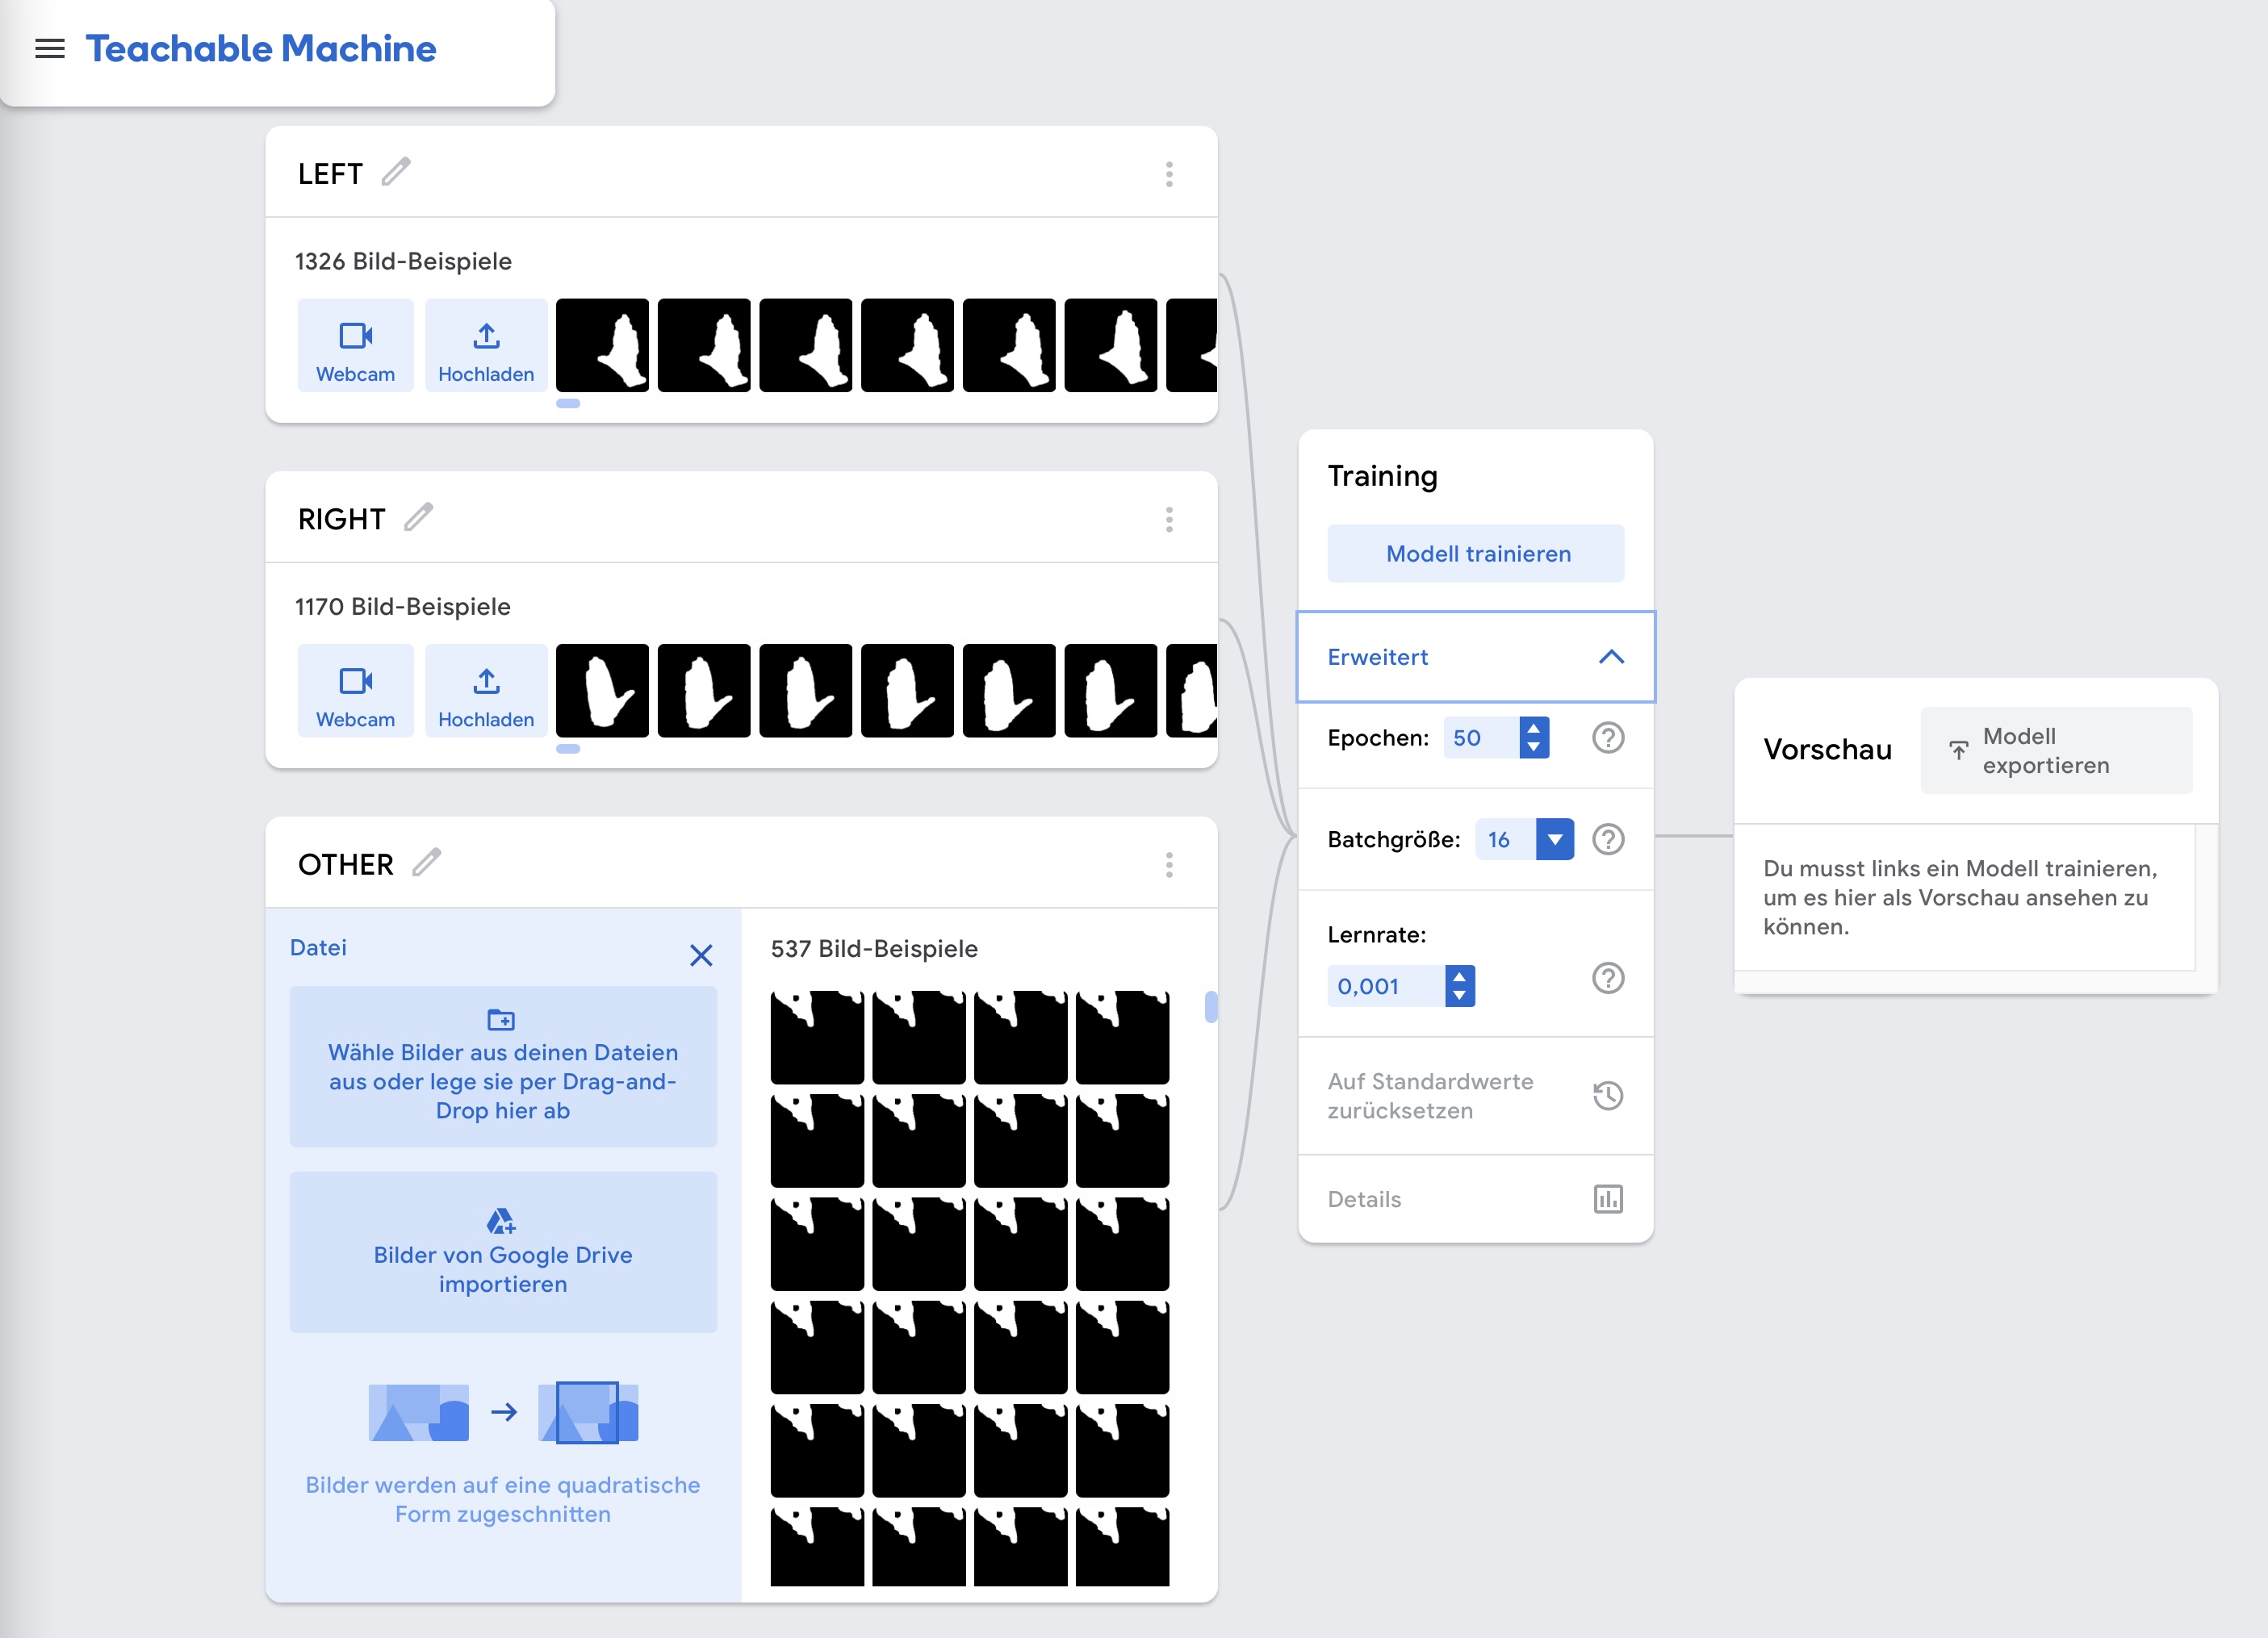 Teachable Machine
LEFT
1326 Bild-Beispiele
Webcam
Hochladen
RIGHT
1170 Bild-Beispiele
Webcam
Hochladen
OTHER
Datei
Wähle Bilder aus deinen Dateien
aus oder lege sie per Drag-and-
Drop hier ab
Bilder von Google Drive
importieren
Bilder werden auf eine quadratische
Form zugeschnitten
537 Bild-Beispiele
Training
Modell trainieren
Erweitert
Epochen: 50
Batchgröße: 16
Lernrate:
0,001
Auf Standardwerte
zurücksetzen
Details
Vorschau
Modell
exportieren
Du musst links ein Modell trainieren,
um es hier als Vorschau ansehen zu
können.